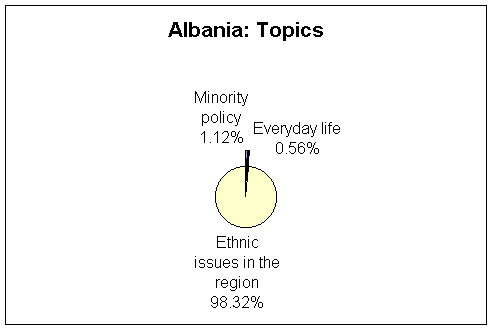 Albania: Topics
Minority
policy
1.12%
Everyday life
0.56%
Ethnic
issues in the
region
98.32%